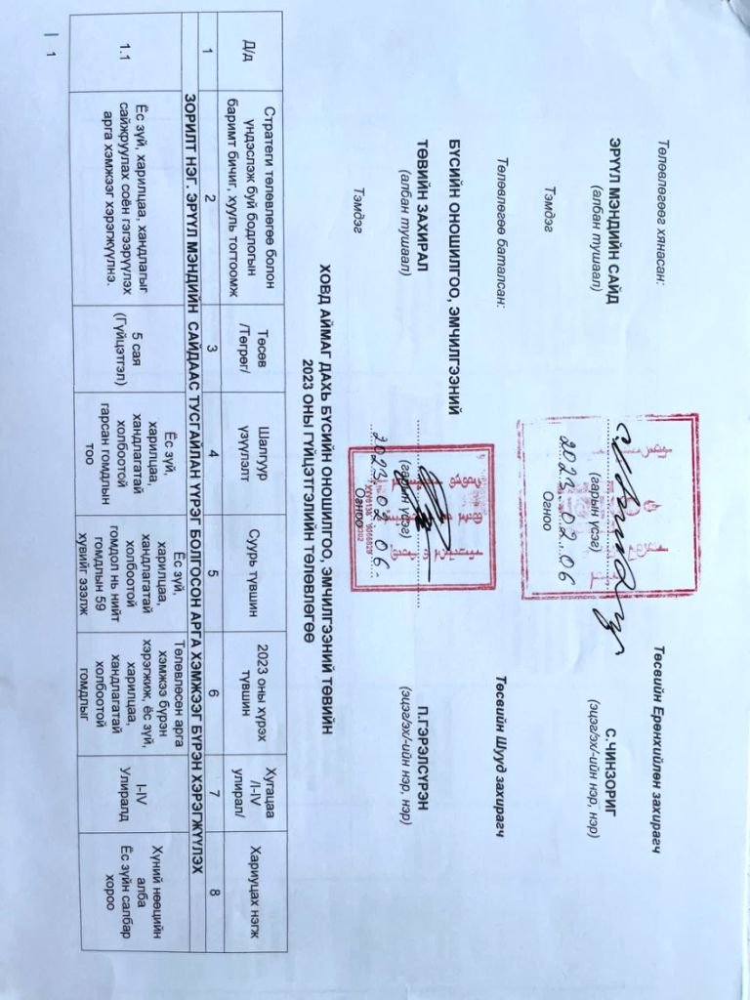 Төлөвлөгөөг хянасан:
Төсвийн Ерөнхийлөн захирагч
ЭРҮҮЛ МЭНДИЙН САЙД
С.ЧИНЗОРИГ
(албан тушаал)
(гарын үсэг)
(эцэг/эх/-ийн нэр, нэр)
Тэмдэг
2023.02.06
Огноо
Төлөвлөгөө баталсан:
Төсвийн Шууд захирагч
БҮСИЙН ОНОШИЛГОО, ЭМЧИЛГЭЭНИЙ
ТӨВИЙН ЗАХИРАЛ
П.ГЭРЭЛСҮРЭН
(албан тушаал)
(гарын үсэг)
(эцэг/эх/-ийн нэр, нэр)
Тэмдэг
2023.02.06
Огноо
ХОВД АЙМАГ ДАХЬ БҮСИЙН ОНОШИЛГОО, ЭМЧИЛГЭЭНИЙ ТӨВИЙН
2023 ОНЫ ГҮЙЦЭТГЭЛИЙН ТӨЛӨВЛӨГӨӨ
Д/д
Стратеги төлөвлөгөө болон
үндэслэж буй бодлогын
баримт бичиг, хууль тогтоомж
Төсөв
/Төгрөг/
Шалгуур
үзүүлэлт
Суурь түвшин
2023 оны хүрэх
түвшин
Хугацаа
/I-IV
улирал/
Хариуцах нэгж
1 2 3 4 5 6 7 8
ЗОРИЛТ НЭГ. ЭРҮҮЛ МЭНДИЙН САЙДААС ТУСГАЙЛАН ҮҮРЭГ БОЛГОСОН АРГА ХЭМЖЭЭГ БҮРЭН ХЭРЭГЖҮҮЛЭХ
1.1
Ёс зүй, харилцаа, хандлагыг
сайжруулах соён гэгээрүүлэх
арга хэмжээг хэрэгжүүлнэ.
5 сая
(Гүйцэтгэл)
Ёс зүй,
харилцаа,
хандлагатай
холбоотой
гарсан гомдлын
тоо
Ёс зүй,
харилцаа,
хандлагатай
холбоотой
гомдол нь нийт
гомдлын 59
хувийг эзэлж
Төлөвлөсөн арга
хэмжээ бүрэн
хэрэгжиж, ёс зүй,
харилцаа,
хандлагатай
холбоотой
гомдлыг
I-IV
Улиралд
Хүний нөөцийн
алба
Ёс зүйн салбар
хороо
1